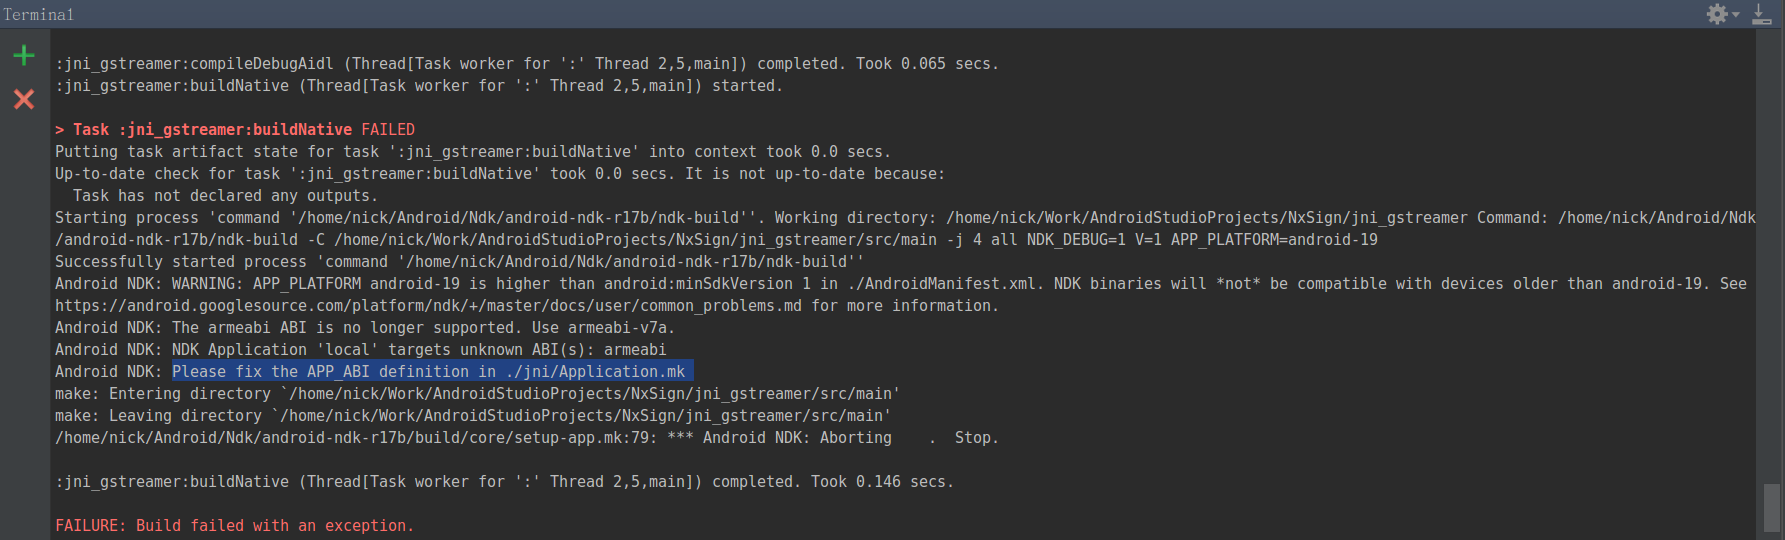 Terminal
:jni_gstreamer:compileDebugAidl (Thread[Task worker for ':' Thread 2,5,main]) completed. Took 0.065 secs.
:jni_gstreamer:buildNative (Thread[Task worker for ':' Thread 2,5,main]) started.
> Task :jni_gstreamer:buildNative FAILED
Putting task artifact state for task ':jni_gstreamer:buildNative' into context took 0.0 secs.
Up-to-date check for task ':jni_gstreamer:buildNative' took 0.0 secs. It is not up-to-date because:
  Task has not declared any outputs.
Starting process 'command '/home/nick/Android/Ndk/android-ndk-r17b/ndk-build''. Working directory: /home/nick/Work/AndroidStudioProjects/NxSign/jni_gstreamer Command: /home/nick/Android/Ndk
/android-ndk-r17b/ndk-build -C /home/nick/Work/AndroidStudioProjects/NxSign/jni_gstreamer/src/main -j 4 all NDK_DEBUG=1 V=1 APP_PLATFORM=android-19
Successfully started process 'command '/home/nick/Android/Ndk/android-ndk-r17b/ndk-build''
Android NDK: WARNING: APP_PLATFORM android-19 is higher than android:minSdkVersion 1 in ./AndroidManifest.xml. NDK binaries will *not* be compatible with devices older than android-19. See
https://android.googlesource.com/platform/ndk/+/master/docs/user/common_problems.md for more information.
Android NDK: The armeabi ABI is no longer supported. Use armeabi-v7a.
Android NDK: NDK Application 'local' targets unknown ABI(s): armeabi
Android NDK: Please fix the APP_ABI definition in ./jni/Application.mk
make: Entering directory `/home/nick/Work/AndroidStudioProjects/NxSign/jni_gstreamer/src/main'
make: Leaving directory `/home/nick/Work/AndroidStudioProjects/NxSign/jni_gstreamer/src/main'
/home/nick/Android/Ndk/android-ndk-r17b/build/core/setup-app.mk:79: *** Android NDK: Aborting    .  Stop.
:jni_gstreamer:buildNative (Thread[Task worker for ':' Thread 2,5,main]) completed. Took 0.146 secs.
FAILURE: Build failed with an exception.